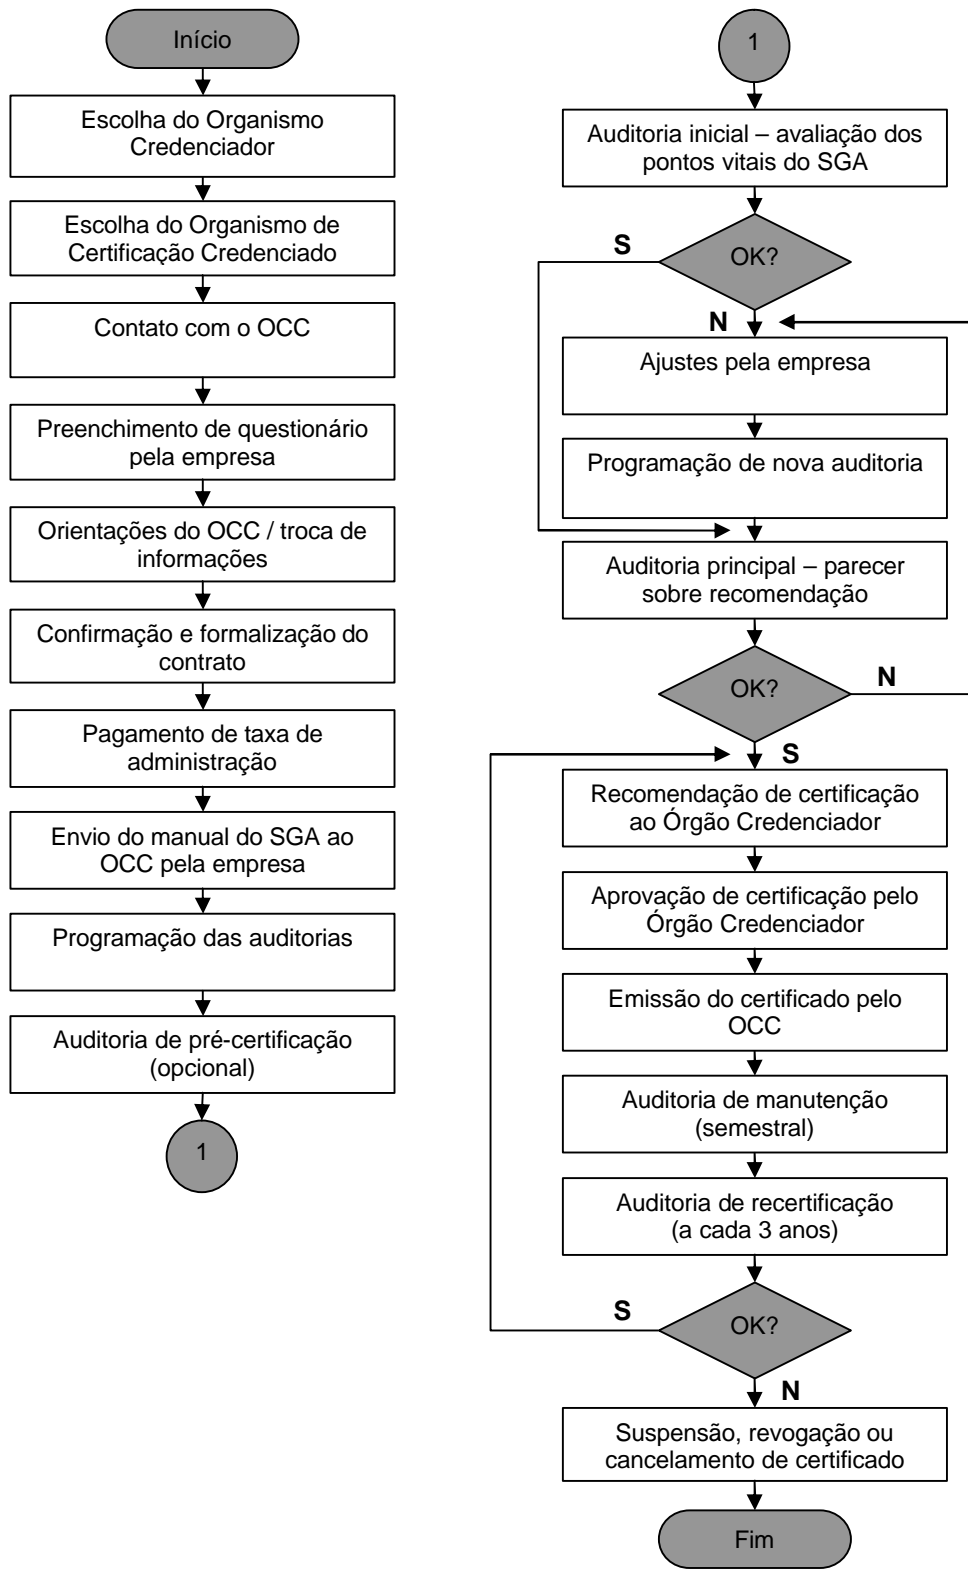 Início
Escolha do Organismo
Credenciador
Escolha do Organismo de
Certificação Credenciado
Contato com o OCC
Preenchimento de questionário
pela empresa
Orientações do OCC / troca de
informações
Confirmação e formalização do
contrato
Pagamento de taxa de
administração
Envio do manual do SGA ao
OCC pela empresa
Programação das auditorias
Auditoria de pré-certificação
(opcional)
1
1
Auditoria inicial – avaliação dos
pontos vitais do SGA
OK?
S
N
Ajustes pela empresa
Programação de nova auditoria
Auditoria principal – parecer
sobre recomendação
OK?
N
S
Recomendação de certificação
ao Órgão Credenciador
Aprovação de certificação pelo
Órgão Credenciador
Emissão do certificado pelo
OCC
Auditoria de manutenção
(semestral)
Auditoria de recertificação
(a cada 3 anos)
OK?
S
N
Suspensão, revogação ou
cancelamento de certificado
Fim